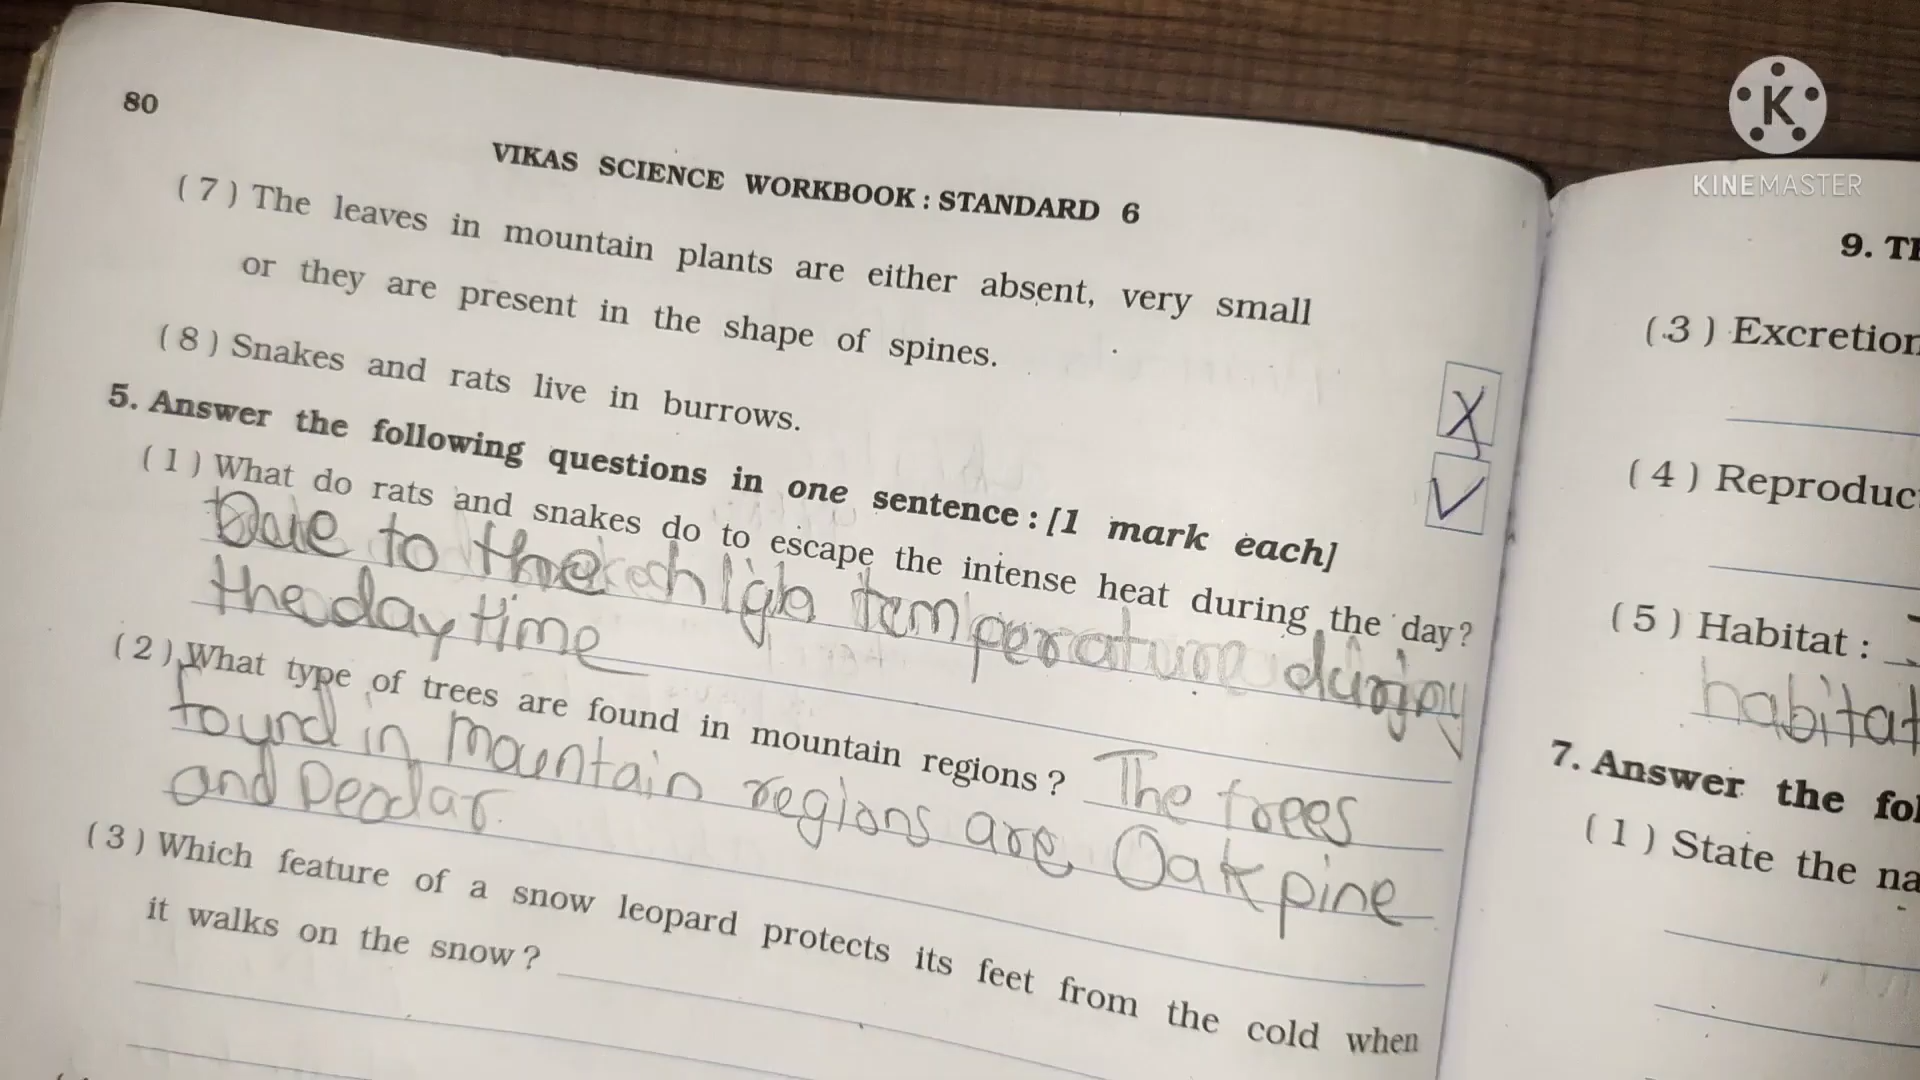 80
VIKAS SCIENCE WORKBOOK : STANDARD 6
( 7 ) The leaves in mountain plants are either absent, very small
or they are present in the shape of spines.
X
( 8 ) Snakes and rats live in burrows.
✓
5. Answer the following questions in one sentence : [1 mark each]
( 1 ) What do rats and snakes do to escape the intense heat during the day?
Due to the high temperature during
the day time
( 2 ) What type of trees are found in mountain regions ? The trees
found in mountain regions are Oak pine
and Deodar.
( 3 ) Which feature of a snow leopard protects its feet from the cold when
it walks on the snow ?
K
KINEMASTER
9.
( 3 ) Excretion
( 4 )
( 5 ) Habitat :
habitat
7. Answer the
( 1 ) State the